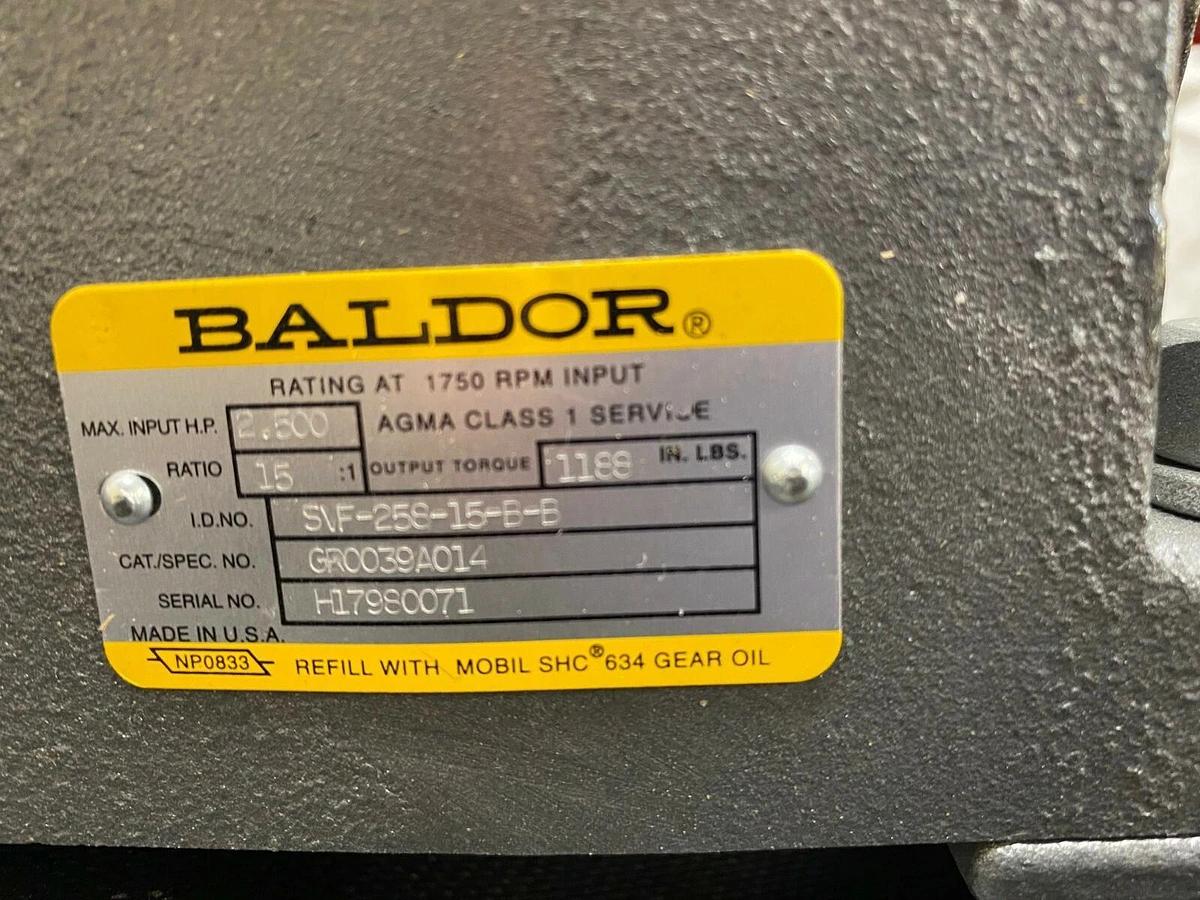 BALDOR®
RATING AT 1750 RPM INPUT
MAX. INPUT H.P. 2.500 AGMA CLASS 1 SERVICE
RATIO 15 :1 OUTPUT TORQUE 1188 IN. LBS.
I.D.NO. S\F-258-15-B-B
CAT./SPEC. NO. GR0039A014
SERIAL NO. H17980071
MADE IN U.S.A.
NP0833 REFILL WITH MOBIL SHC® 634 GEAR OIL